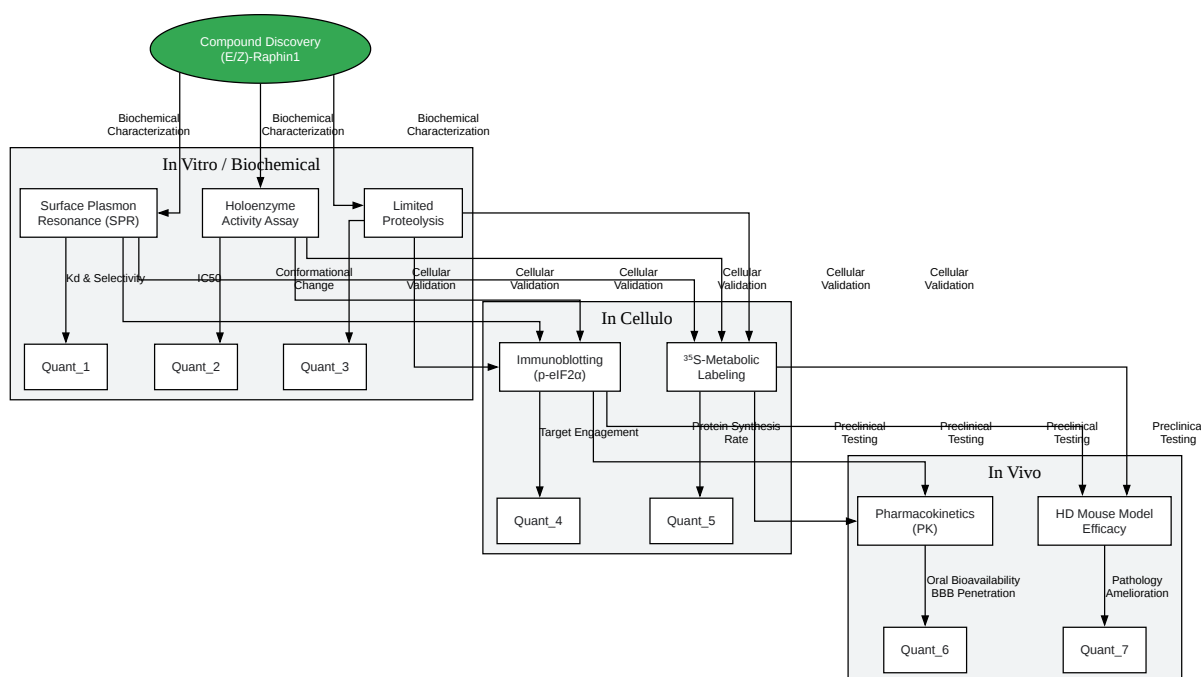 Compound Discovery
(E/Z)-Raphin1
Biochemical
Characterization
Biochemical
Characterization
Biochemical
Characterization
In Vitro / Biochemical
Surface Plasmon
Resonance (SPR)
Holoenzyme
Activity Assay
Limited
Proteolysis
Kd & Selectivity
IC50
Conformational
Change
Cellular
Validation
Cellular
Validation
Cellular
Validation
Cellular
Validation
Cellular
Validation
Cellular
Validation
In Cellulo
Quant_1
Quant_2
Quant_3
Immunoblotting
(p-eIF2α)
³⁵S-Metabolic
Labeling
Target Engagement
Protein Synthesis
Rate
Preclinical
Testing
Preclinical
Testing
Preclinical
Testing
Preclinical
Testing
In Vivo
Quant_4
Quant_5
Pharmacokinetics
(PK)
HD Mouse Model
Efficacy
Oral Bioavailability
BBB Penetration
Pathology
Amelioration
Quant_6
Quant_7